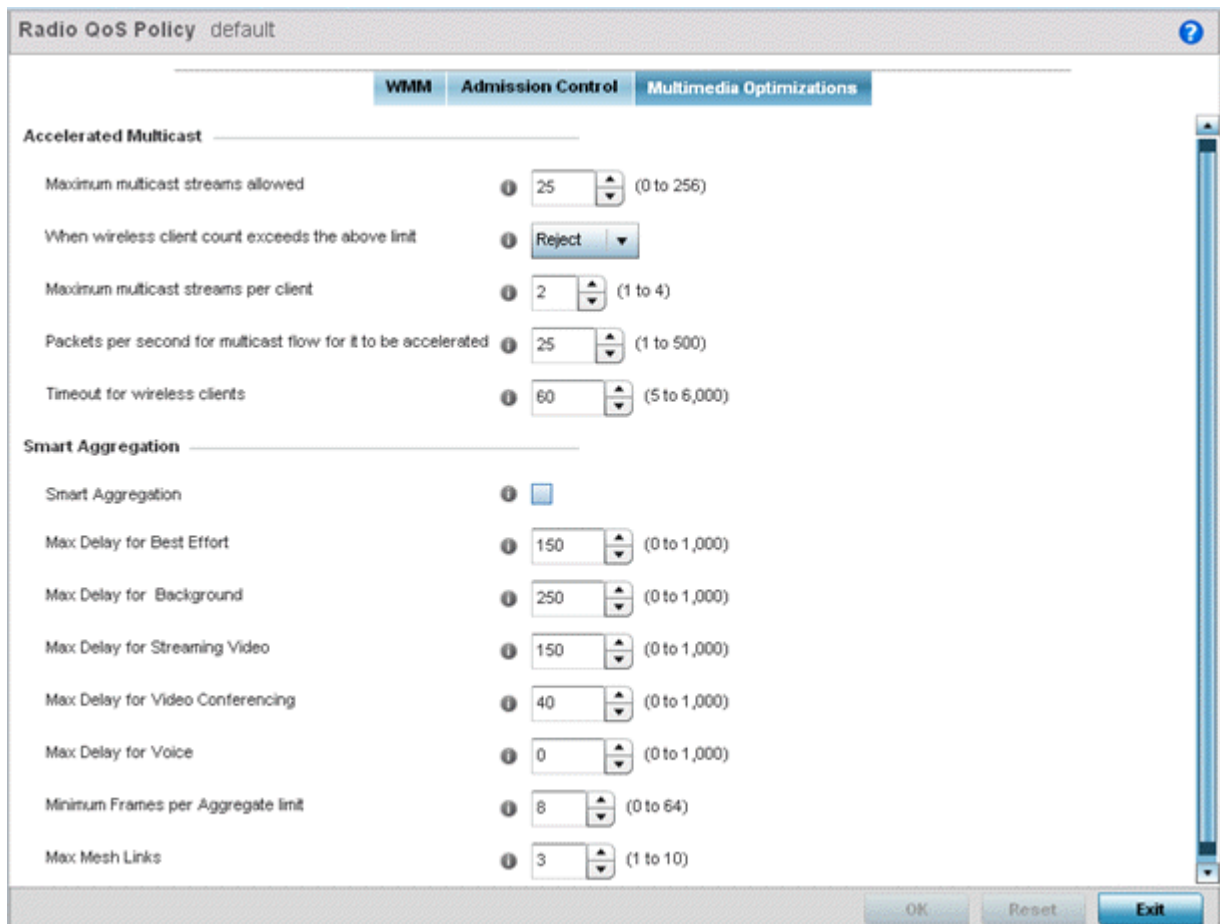 Radio QoS Policy default ?
WMM Admission Control Multimedia Optimizations
Accelerated Multicast
Maximum multicast streams allowed 25 (0 to 256)
When wireless client count exceeds the above limit Reject
Maximum multicast streams per client 2 (1 to 4)
Packets per second for multicast flow for it to be accelerated 25 (1 to 500)
Timeout for wireless clients 60 (5 to 6,000)
Smart Aggregation
Smart Aggregation
Max Delay for Best Effort 150 (0 to 1,000)
Max Delay for Background 250 (0 to 1,000)
Max Delay for Streaming Video 150 (0 to 1,000)
Max Delay for Video Conferencing 40 (0 to 1,000)
Max Delay for Voice 0 (0 to 1,000)
Minimum Frames per Aggregate limit 8 (0 to 64)
Max Mesh Links 3 (1 to 10)
OK Reset Exit